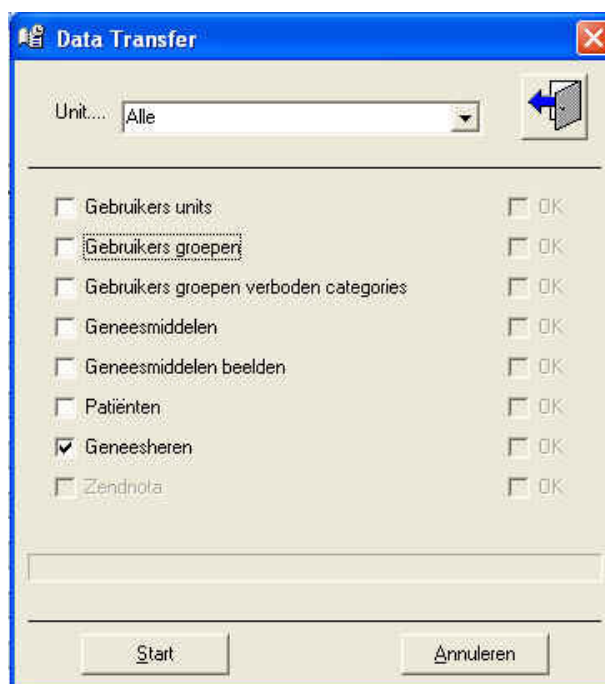 Data Transfer
Unit.... Alle
Gebruikers units OK
Gebruikers groepen OK
Gebruikers groepen verboden categories OK
Geneesmiddelen OK
Geneesmiddelen beelden OK
Patiënten OK
Geneesheren OK
Zendnota OK
Start Annuleren